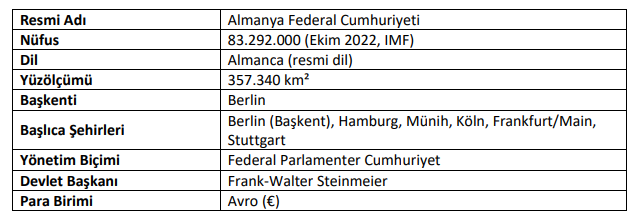 Resmi Adı Almanya Federal Cumhuriyeti
Nüfus 83.292.000 (Ekim 2022, IMF)
Dil Almanca (resmi dil)
Yüzölçümü 357.340 km²
Başkenti Berlin
Başlıca Şehirleri Berlin (Başkent), Hamburg, Münih, Köln, Frankfurt/Main,
Stuttgart
Yönetim Biçimi Federal Parlamenter Cumhuriyet
Devlet Başkanı Frank-Walter Steinmeier
Para Birimi Avro (€)